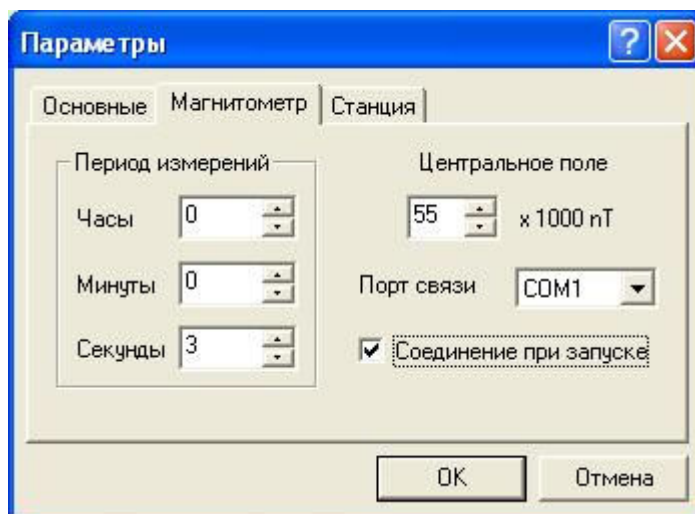 Параметры
Основные Магнитометр Станция
Период измерений Центральное поле
Часы 0 55 x 1000 nT
Минуты 0 Порт связи COM1
Секунды 3 Соединение при запуске
OK Отмена